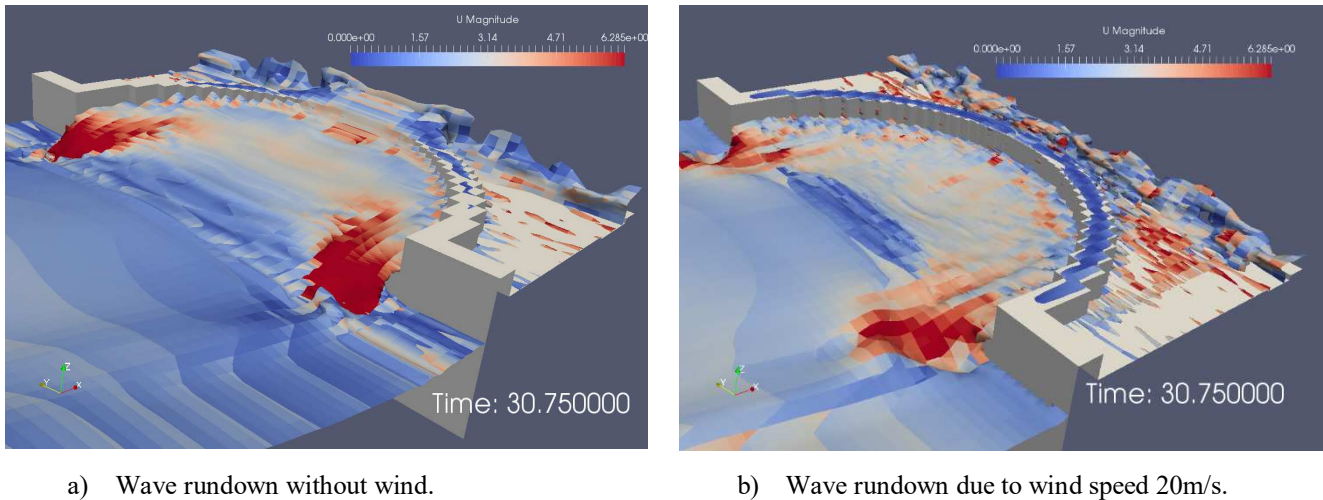 U Magnitude
0.000e+00 1.57 3.14 4.71 6.285e+00
Z
Y X
Time: 30.750000
U Magnitude
0.000e+00 1.57 3.14 4.71 6.285e+00
Z
Y X
Time: 30.750000
a) Wave rundown without wind.
b) Wave rundown due to wind speed 20m/s.